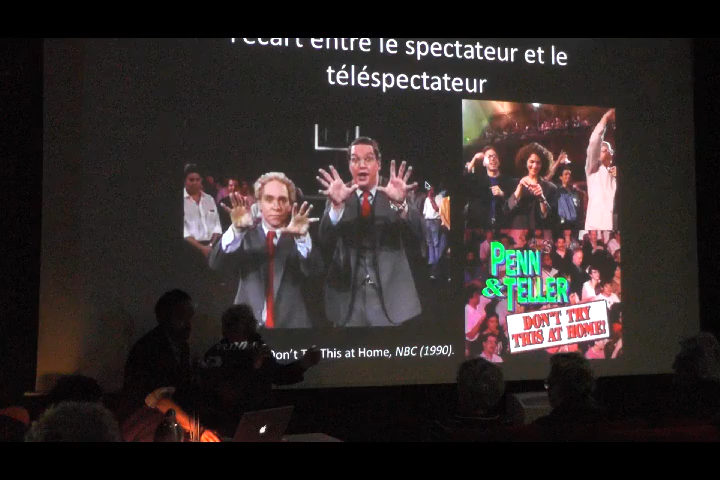 l'écart entre le spectateur et le
téléspectateur
PENN
& TELLER
DON'T TRY
THIS AT HOME!
Don't This at Home, NBC (1990).